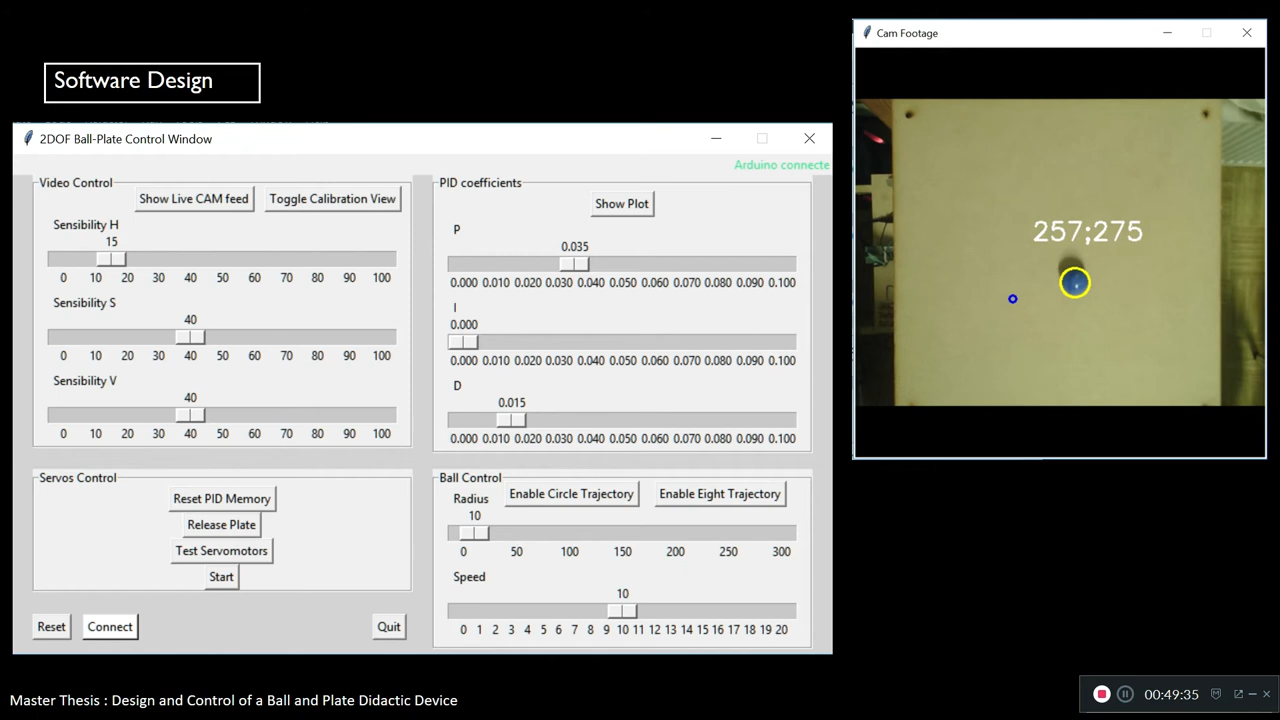 Software Design
2DOF Ball-Plate Control Window
Arduino connecte
Video Control
Show Live CAM feed
Toggle Calibration View
Sensibility H
15
0 10 20 30 40 50 60 70 80 90 100
Sensibility S
40
0 10 20 30 40 50 60 70 80 90 100
Sensibility V
40
0 10 20 30 40 50 60 70 80 90 100
PID coefficients
Show Plot
P
0.035
0.000 0.010 0.020 0.030 0.040 0.050 0.060 0.070 0.080 0.090 0.100
I
0.000
0.000 0.010 0.020 0.030 0.040 0.050 0.060 0.070 0.080 0.090 0.100
D
0.015
0.000 0.010 0.020 0.030 0.040 0.050 0.060 0.070 0.080 0.090 0.100
Servos Control
Reset PID Memory
Release Plate
Test Servomotors
Start
Ball Control
Radius
Enable Circle Trajectory
Enable Eight Trajectory
10
0 50 100 150 200 250 300
Speed
10
0 1 2 3 4 5 6 7 8 9 10 11 12 13 14 15 16 17 18 19 20
Reset
Connect
Quit
Cam Footage
257;275
Master Thesis : Design and Control of a Ball and Plate Didactic Device
00:49:35